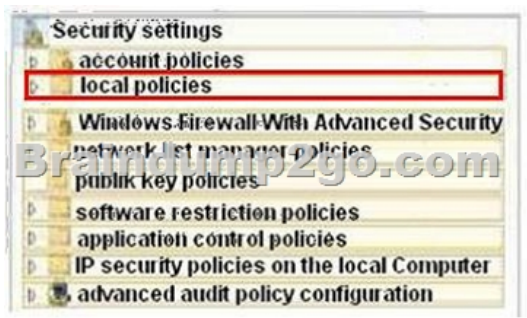 Security settings
account policies
local policies
Windows Firewall With Advanced Security
network list manager policies
Braindump2go.com
publik key policies
software restriction policies
application control policies
IP security policies on the local Computer
advanced audit policy configuration